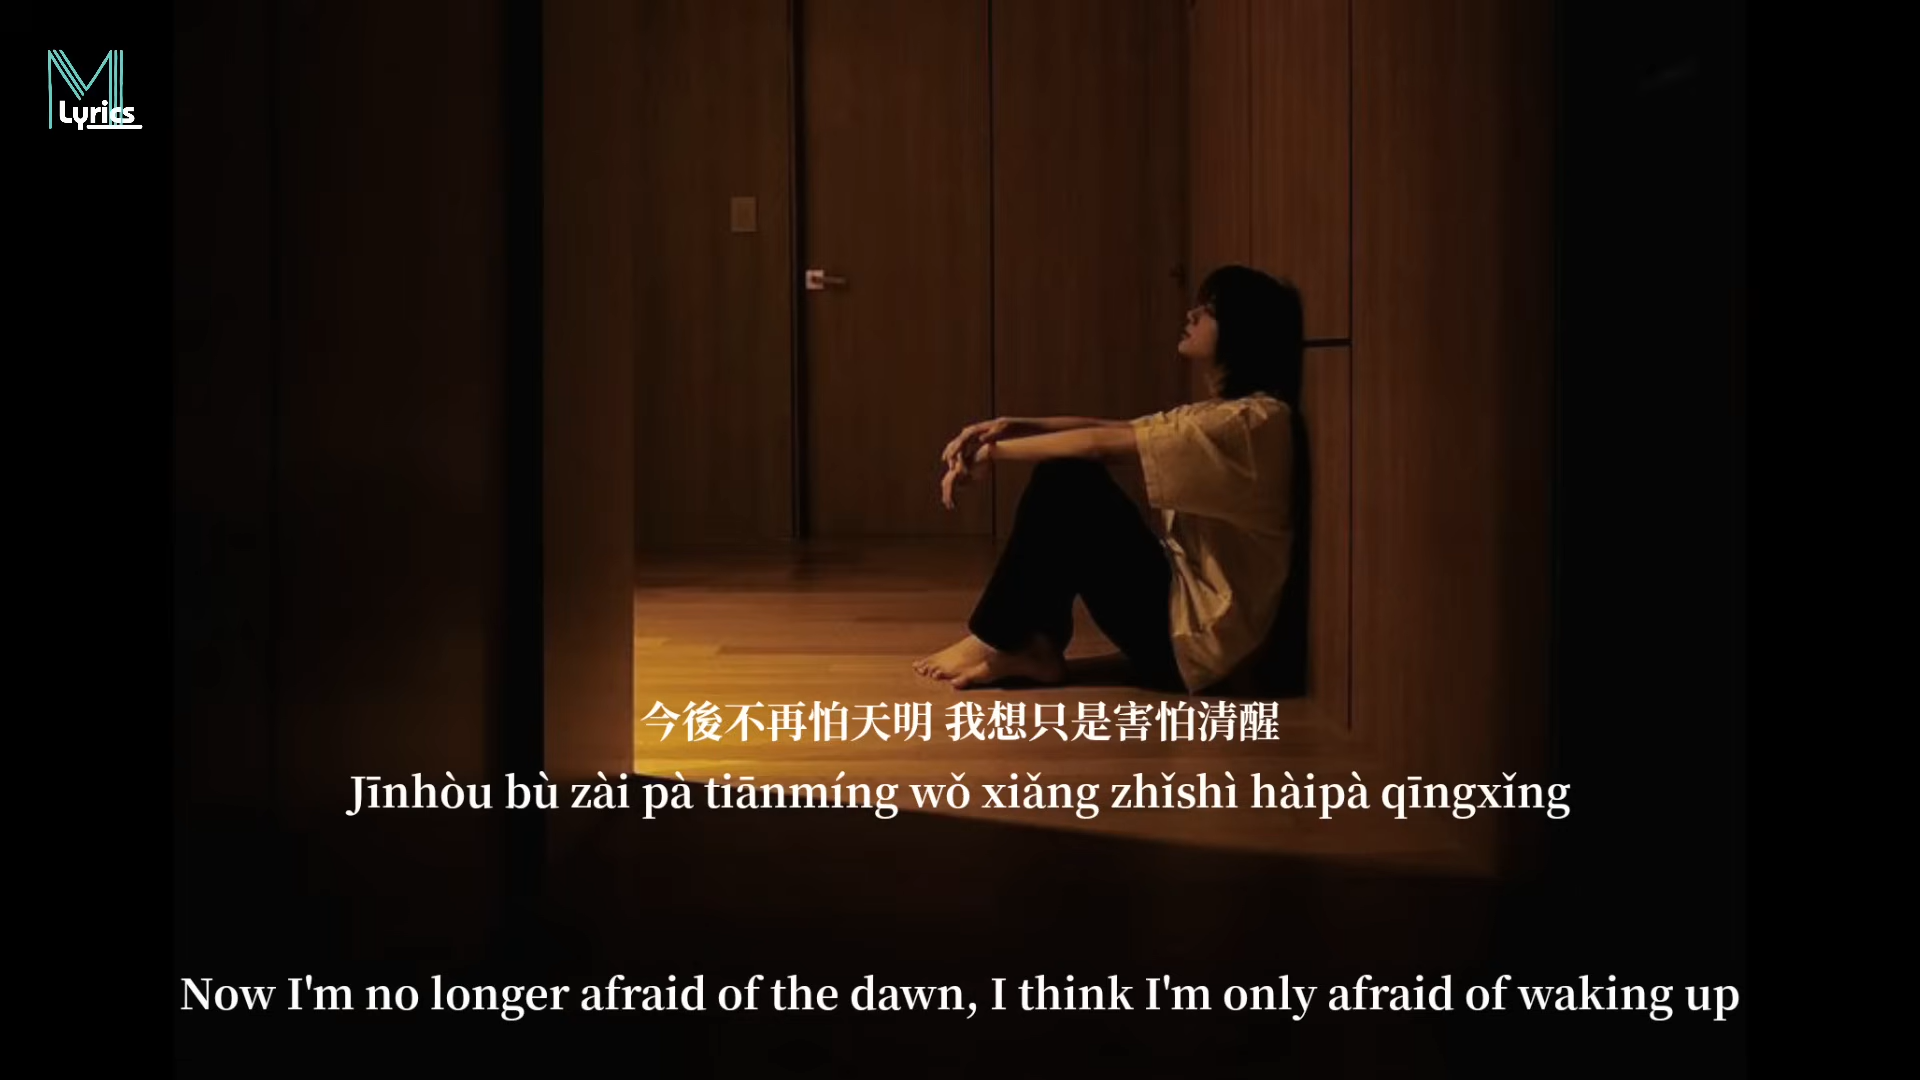 M
Lyrics
今後不再怕天明 我想只是害怕清醒
Jīnhòu bù zài pà tiānmíng wǒ xiǎng zhǐshì hàipà qīngxǐng
Now I'm no longer afraid of the dawn, I think I'm only afraid of waking up